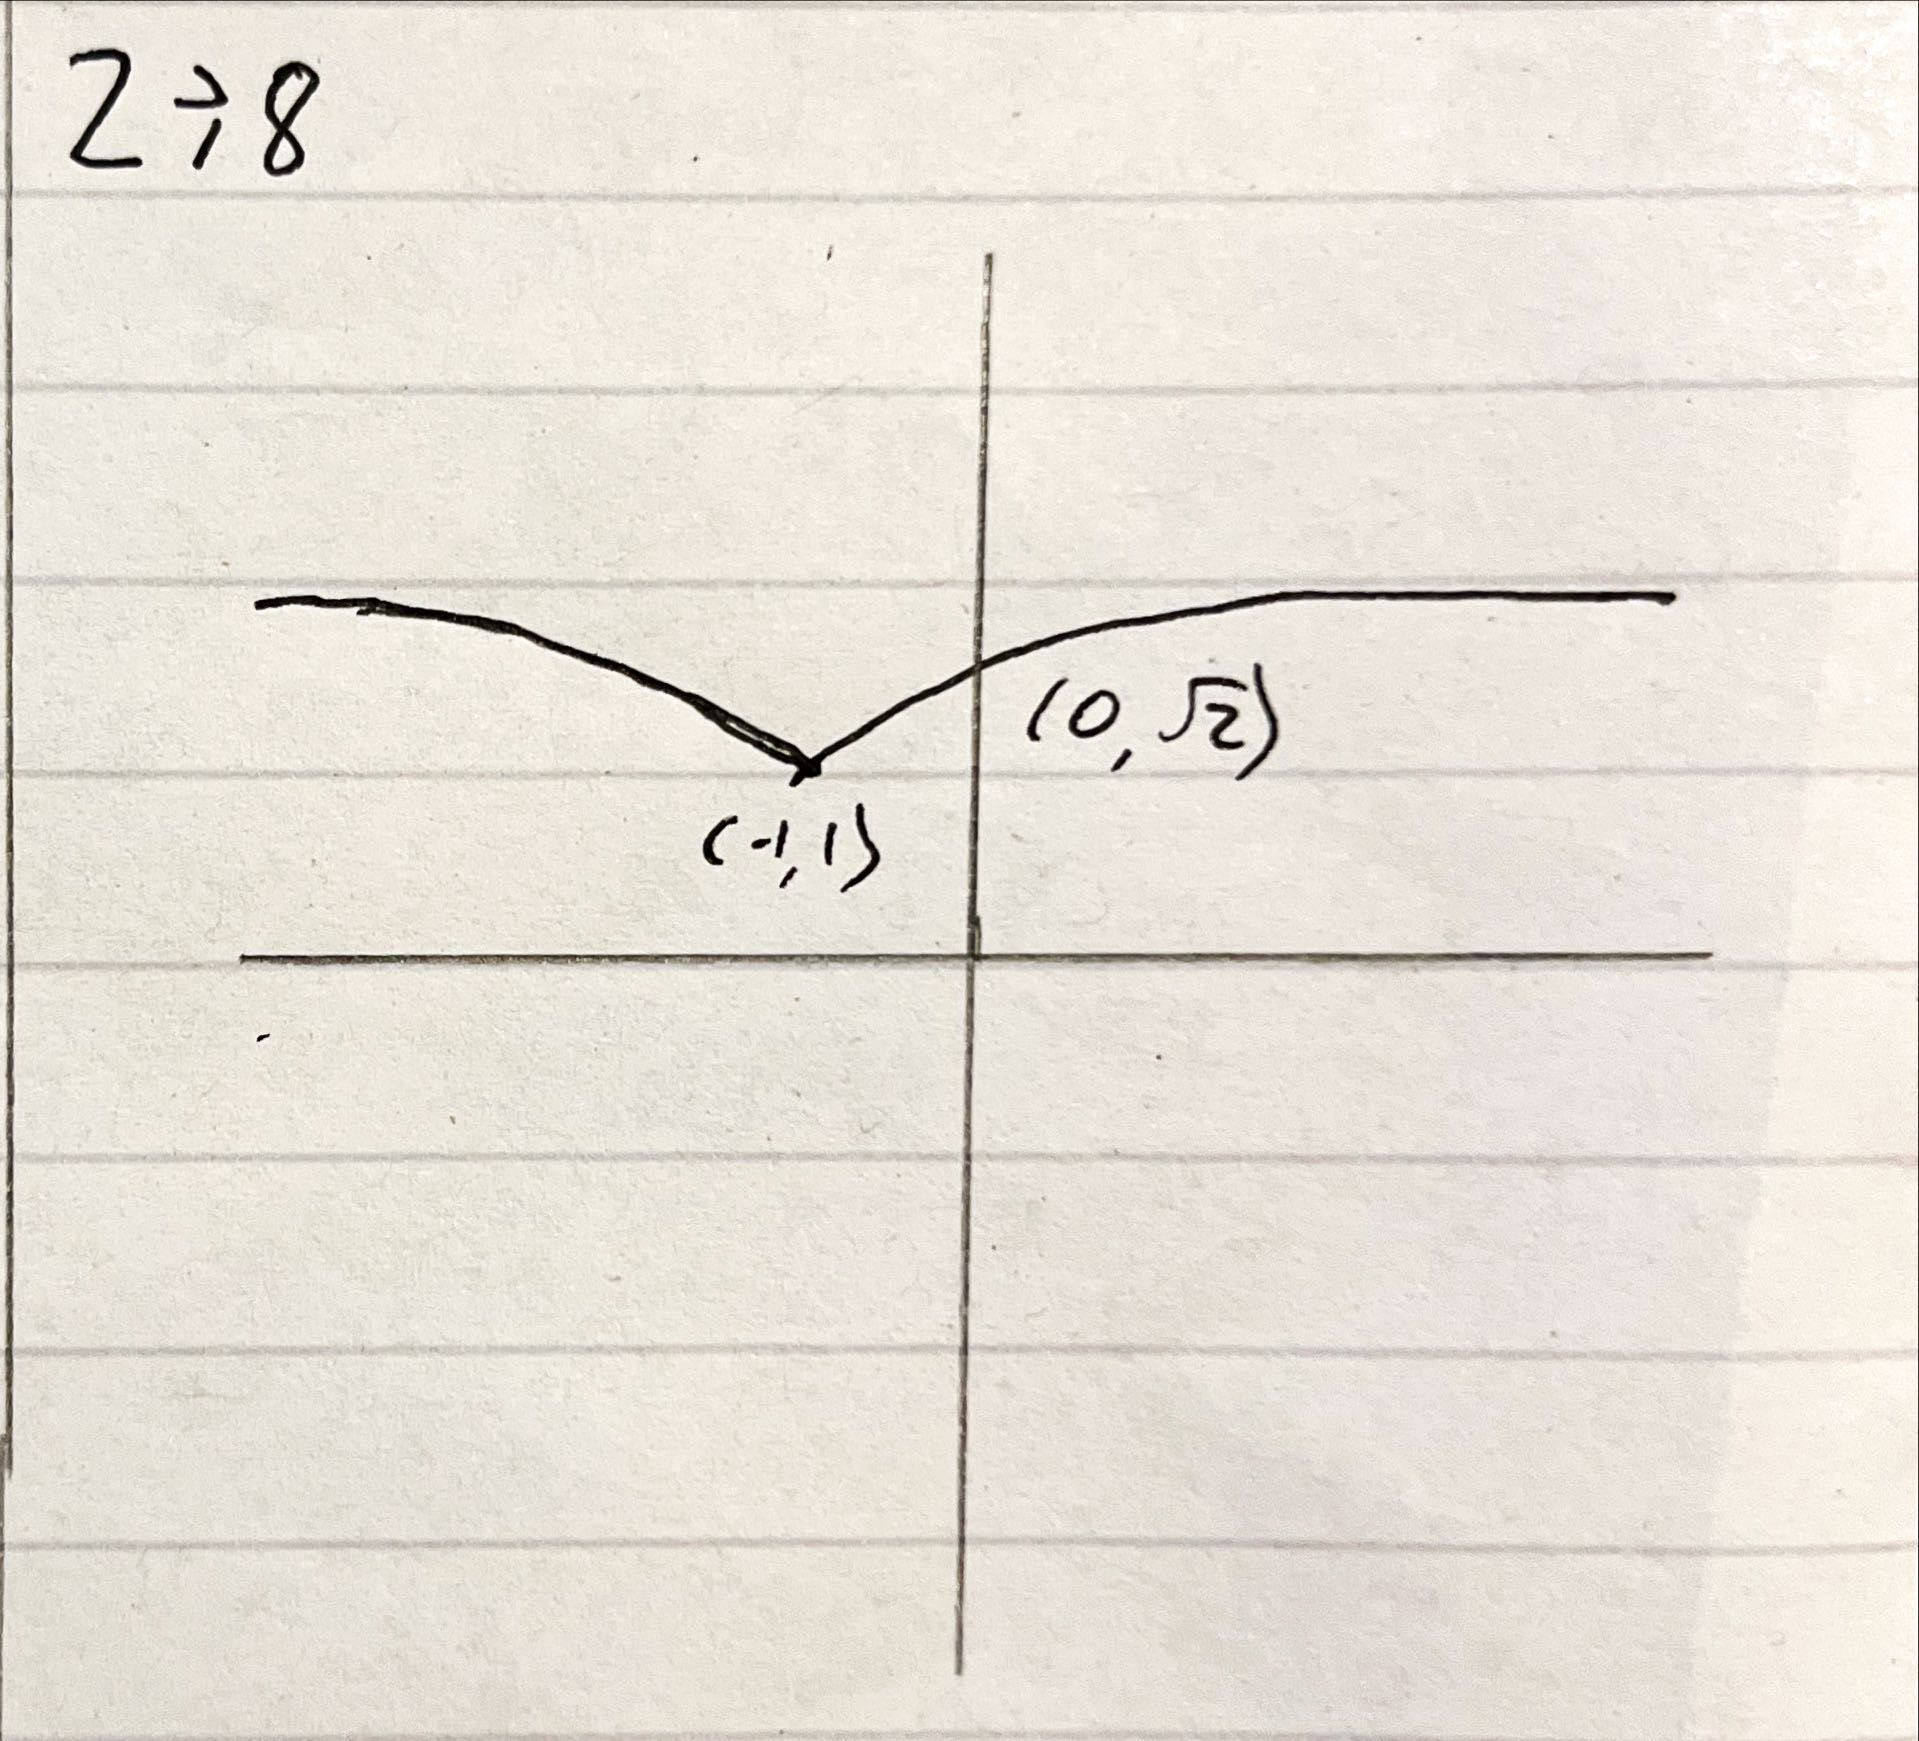 2 8
(0, √2)
(-1, 1)